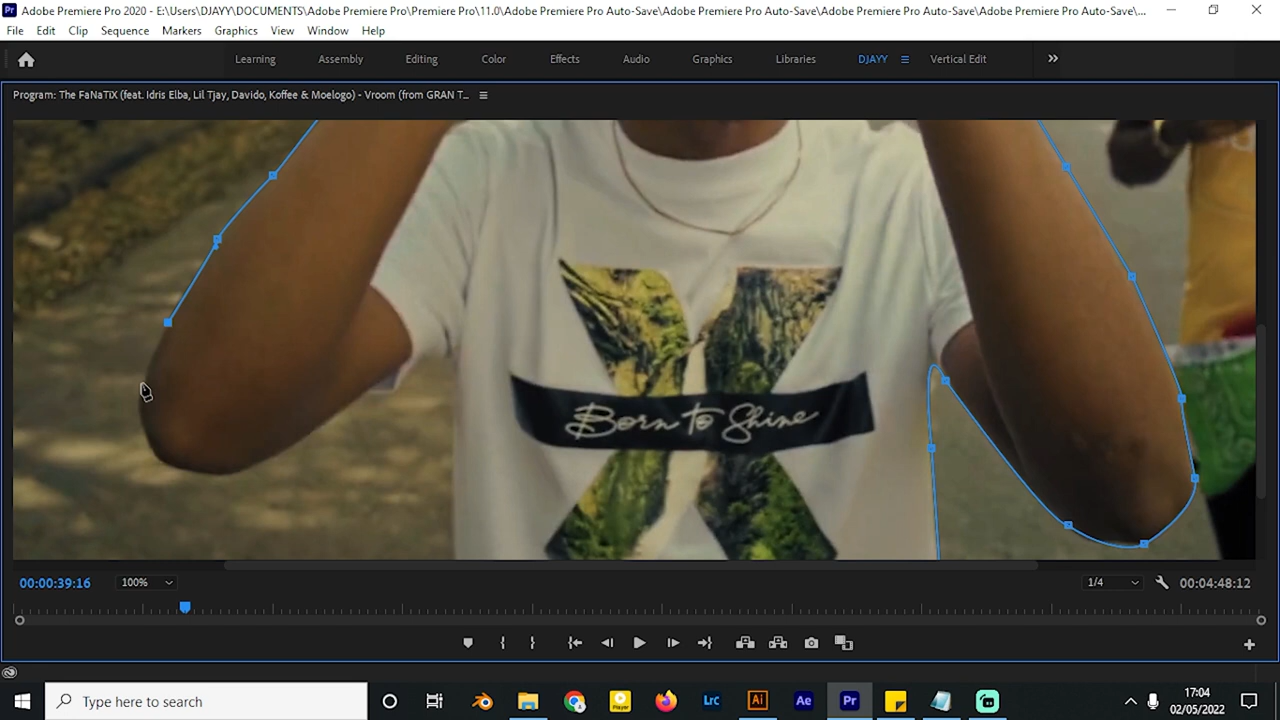 Pr Adobe Premiere Pro 2020 - E:\Users\DJAYY\DOCUMENTS\Adobe Premiere Pro\Premiere Pro\11.0\Adobe Premiere Pro Auto-Save\Adobe Premiere Pro Auto-Save\Adobe Premiere Pro Auto-Save\Adobe Premiere Pro Auto-Save\...
File Edit Clip Sequence Markers Graphics View Window Help
Learning Assembly Editing Color Effects Audio Graphics Libraries DJAYY Vertical Edit
Program: The FaNaTiX (feat. Idris Elba, Lil Tjay, Davido, Koffee & Moelogo) - Vroom (from GRAN T...
Born to Shine
00:00:39:16 100% 1/4 00:04:48:12
Type here to search
Player Lrc Ai Ae Pr
17:04
02/05/2022